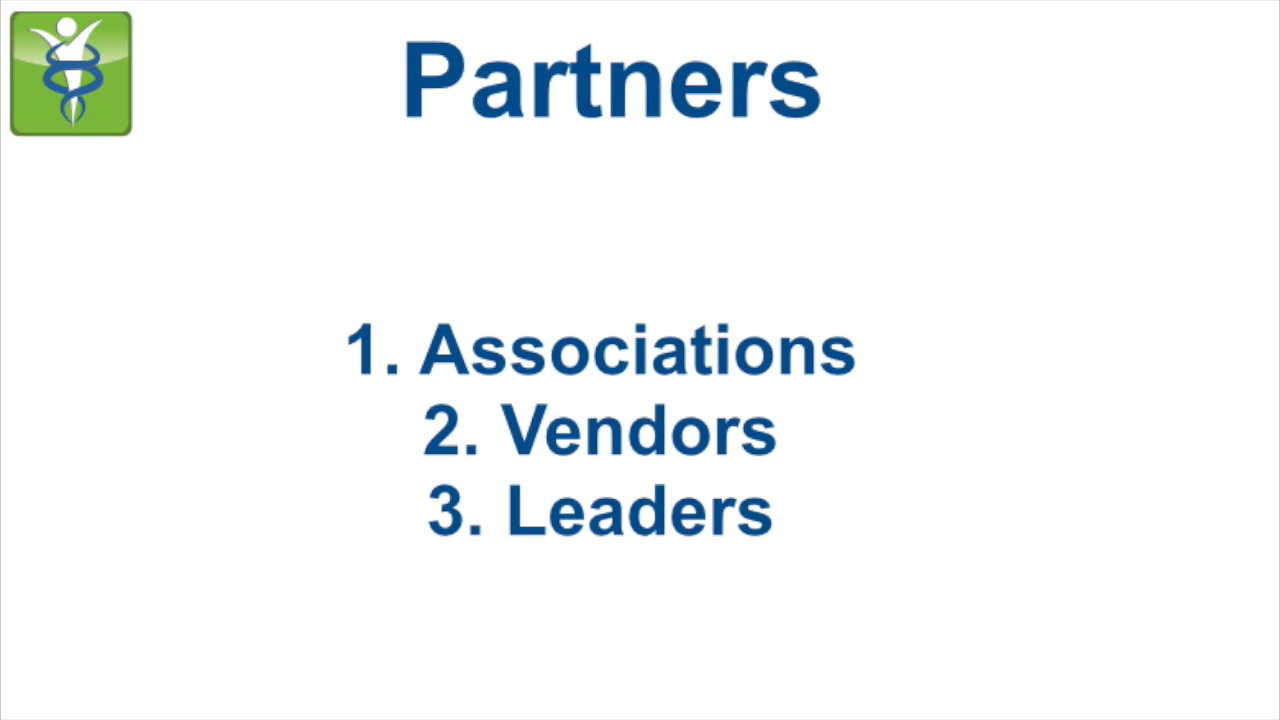 Partners
1. Associations
2. Vendors
3. Leaders